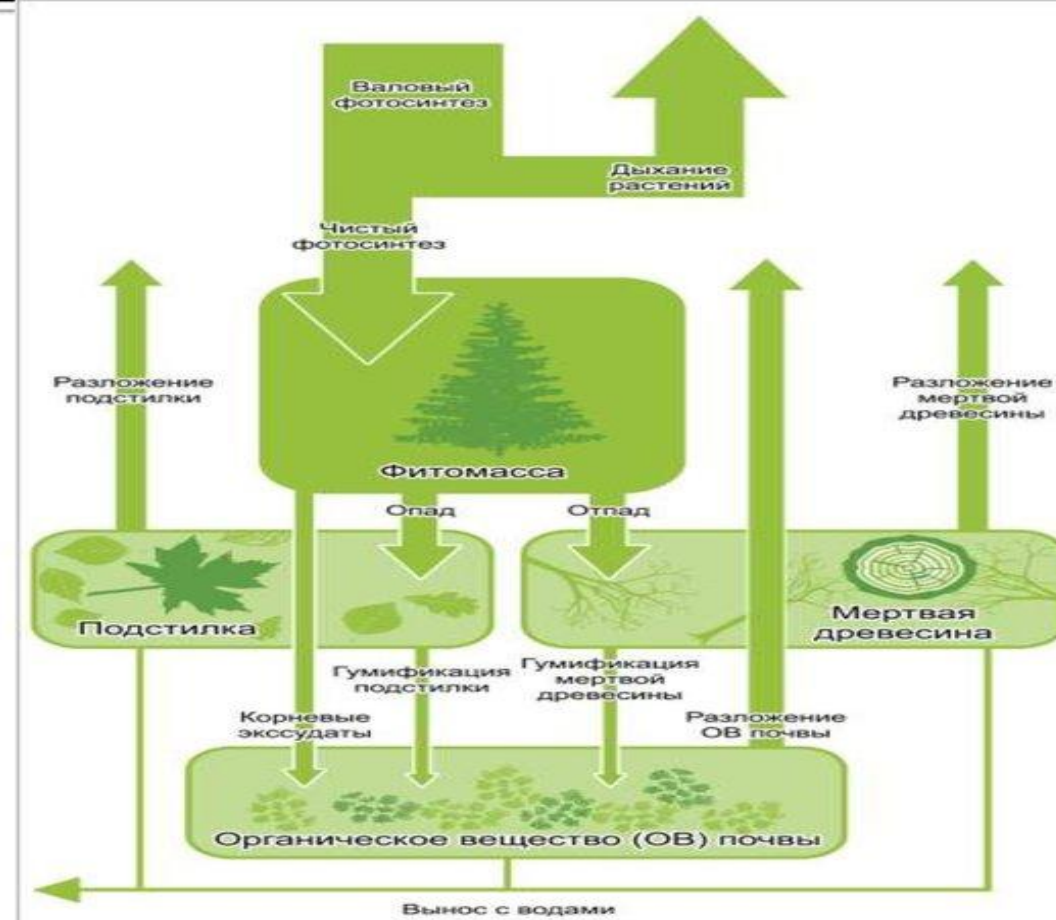 Валовый
фотосинтез
Дыхание
растений
Чистый
фотосинтез
Разложение
подстилки
Разложение
мертвой
древесины
Фитомасса
Опад
Отпад
Подстилка
Мертвая
древесина
Гумификация
подстилки
Гумификация
мертвой
древесины
Корневые
экссудаты
Разложение
ОВ почвы
Органическое вещество (ОВ) почвы
Вынос с водами